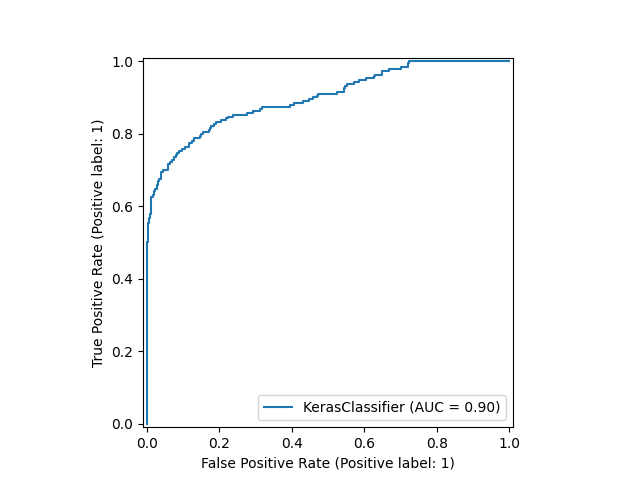 1.0
0.8
0.6
0.4
0.2
0.0
True Positive Rate (Positive label: 1)
KerasClassifier (AUC = 0.90)
0.0 0.2 0.4 0.6 0.8 1.0
False Positive Rate (Positive label: 1)